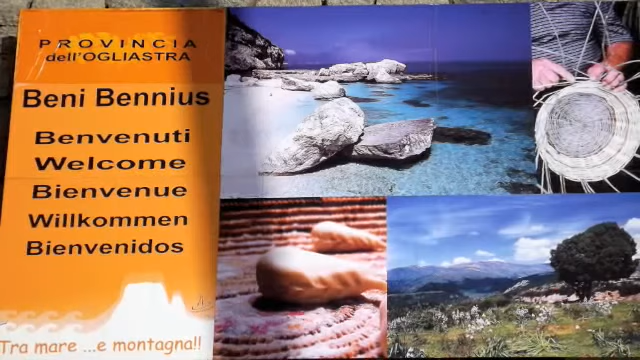 PROVINCIA
dell'OGLIASTRA
Beni Bennius
Benvenuti
Welcome
Bienvenue
Willkommen
Bienvenidos
Tra mare ...e montagna!!